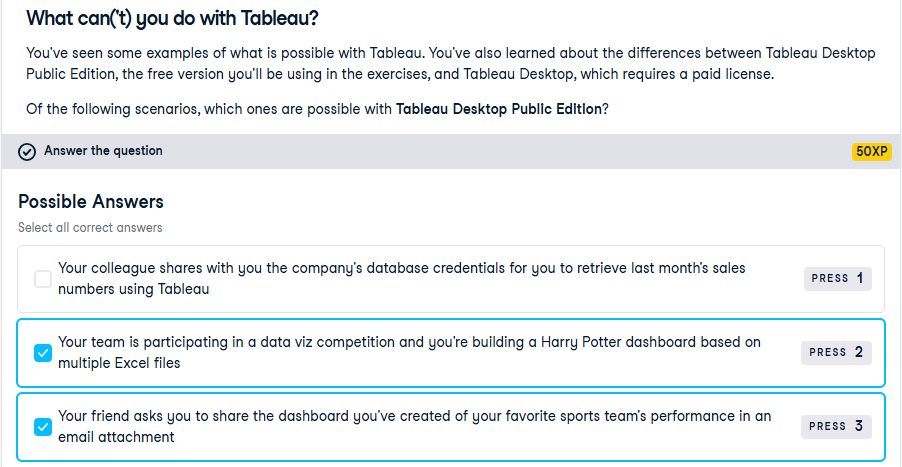 What can('t) you do with Tableau?
You've seen some examples of what is possible with Tableau. You've also learned about the differences between Tableau Desktop
Public Edition, the free version you'll be using in the exercises, and Tableau Desktop, which requires a paid license.
Of the following scenarios, which ones are possible with Tableau Desktop Public Edition?
Answer the question
50XP
Possible Answers
Select all correct answers
Your colleague shares with you the company's database credentials for you to retrieve last month's sales
numbers using Tableau
PRESS 1
Your team is participating in a data viz competition and you're building a Harry Potter dashboard based on
multiple Excel files
PRESS 2
Your friend asks you to share the dashboard you've created of your favorite sports team's performance in an
email attachment
PRESS 3